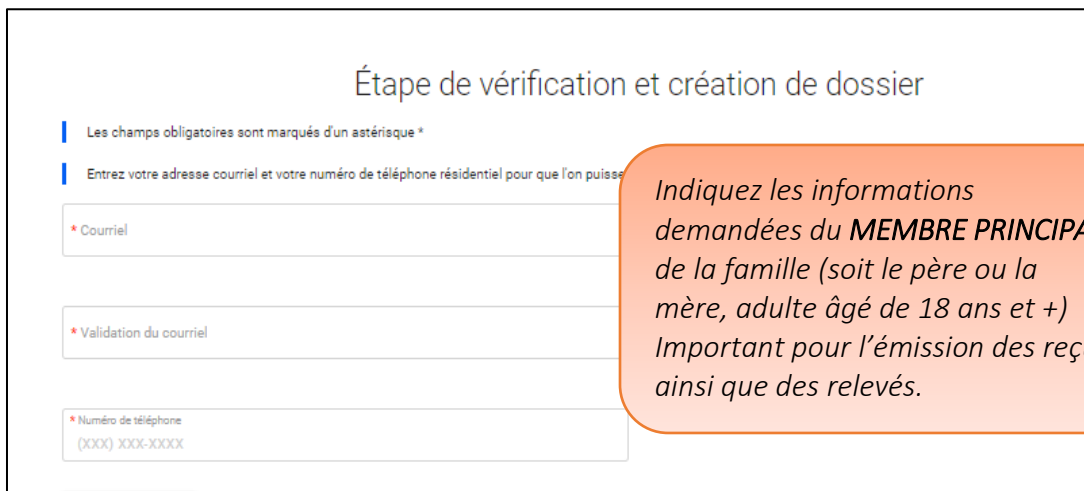 Étape de vérification et création de dossier
Les champs obligatoires sont marqués d'un astérisque *
Entrez votre adresse courriel et votre numéro de téléphone résidentiel pour que l'on puisse
* Courriel
* Validation du courriel
* Numéro de téléphone
(XXX) XXX-XXXX
Indiquez les informations
demandées du MEMBRE
de la famille (soit le père ou la
mère, adulte âgé de 18 ans et +)
Important pour l'émission des
ainsi que des relevés.